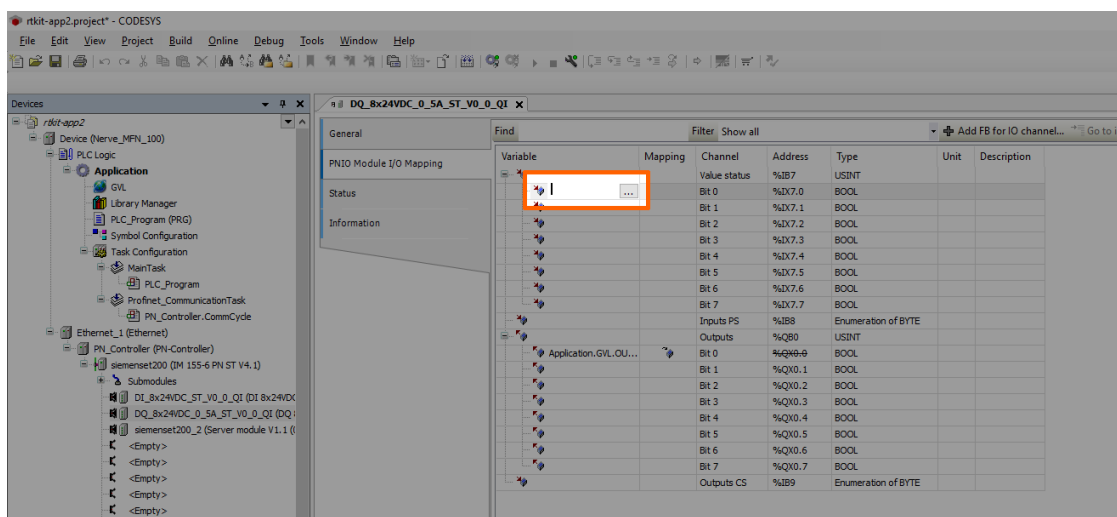 rtkit-app2.project* - CODESYS
File Edit View Project Build Online Debug Tools Window Help
Devices
rtkit-app2
Device (Nerve_MFN_100)
PLC Logic
Application
GVL
Library Manager
PLC_Program (PRG)
Symbol Configuration
Task Configuration
MainTask
PLC_Program
Profinet_CommunicationTask
PN_Controller.CommCycle
Ethernet_1 (Ethernet)
PN_Controller (PN-Controller)
siemenset200 (IM 155-6 PN ST V4.1)
Submodules
DI_8x24VDC_ST_V0_0_QI (DI 8x24VDC
DQ_8x24VDC_0_5A_ST_V0_0_QI (DQ
siemenset200_2 (Server module V1.1 (
<Empty>
<Empty>
<Empty>
<Empty>
<Empty>
DQ_8x24VDC_0_5A_ST_V0_0_QI X
General
PNIO Module I/O Mapping
Status
Information
Find Filter Show all Add FB for IO channel... Go to i
Variable Mapping Channel Address Type Unit Description
Value status %IB7 USINT
... Bit 0 %IX7.0 BOOL
Bit 1 %IX7.1 BOOL
Bit 2 %IX7.2 BOOL
Bit 3 %IX7.3 BOOL
Bit 4 %IX7.4 BOOL
Bit 5 %IX7.5 BOOL
Bit 6 %IX7.6 BOOL
Bit 7 %IX7.7 BOOL
Inputs PS %IB8 Enumeration of BYTE
Outputs %QB0 USINT
Application.GVL.OU... Bit 0 %QX0.0 BOOL
Bit 1 %QX0.1 BOOL
Bit 2 %QX0.2 BOOL
Bit 3 %QX0.3 BOOL
Bit 4 %QX0.4 BOOL
Bit 5 %QX0.5 BOOL
Bit 6 %QX0.6 BOOL
Bit 7 %QX0.7 BOOL
Outputs CS %IB9 Enumeration of BYTE